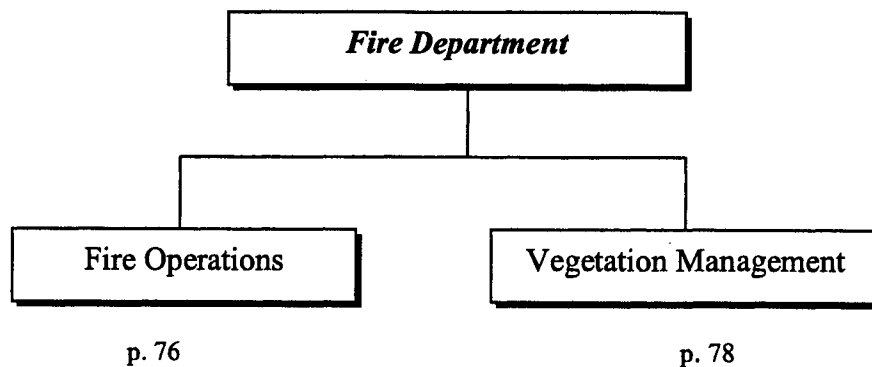 Fire Department
Fire Operations
Vegetation Management
p. 76
p. 78